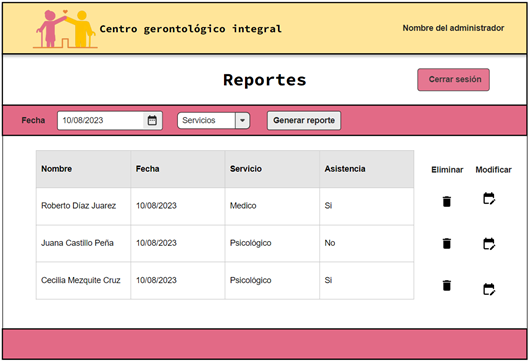 Centro gerontológico integral
Nombre del administrador
Reportes
Cerrar sesión
Fecha 10/08/2023 Servicios Generar reporte
Nombre Fecha Servicio Asistencia Eliminar Modificar
Roberto Díaz Juarez 10/08/2023 Medico Si
Juana Castillo Peña 10/08/2023 Psicológico No
Cecilia Mezquite Cruz 10/08/2023 Psicológico Si